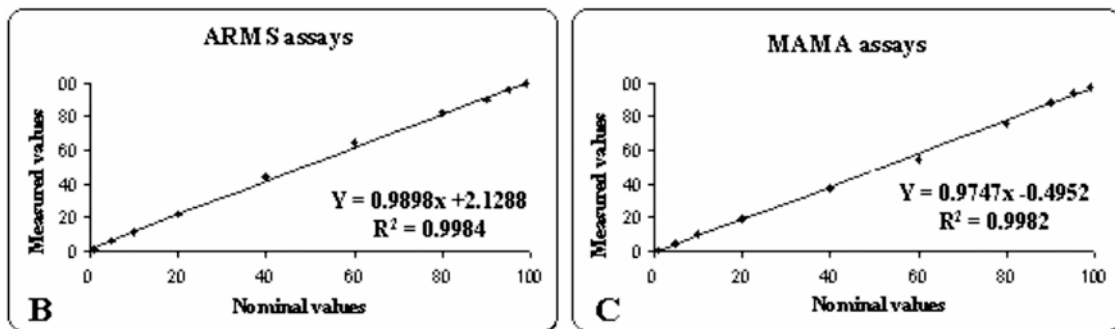 ARMS assays
Measured values
00
80
60
40
20
0
Y = 0.9898x +2.1288
R² = 0.9984
0 20 40 60 80 100
Nominal values
B
MAMA assays
Measured values
00
80
60
40
20
0
Y = 0.9747x -0.4952
R² = 0.9982
0 20 40 60 80 100
Nominal values
C